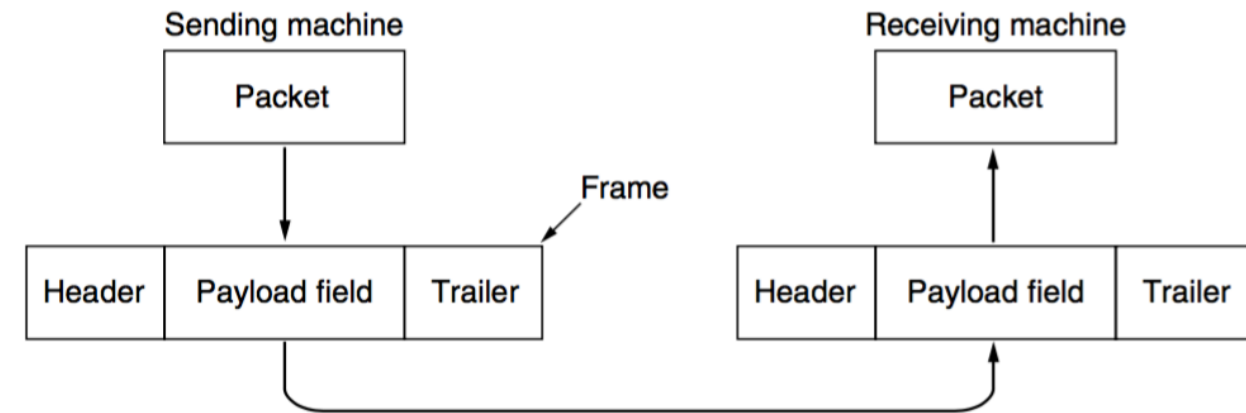 Sending machine
Receiving machine
Packet
Packet
Frame
Header
Payload field
Trailer
Header
Payload field
Trailer